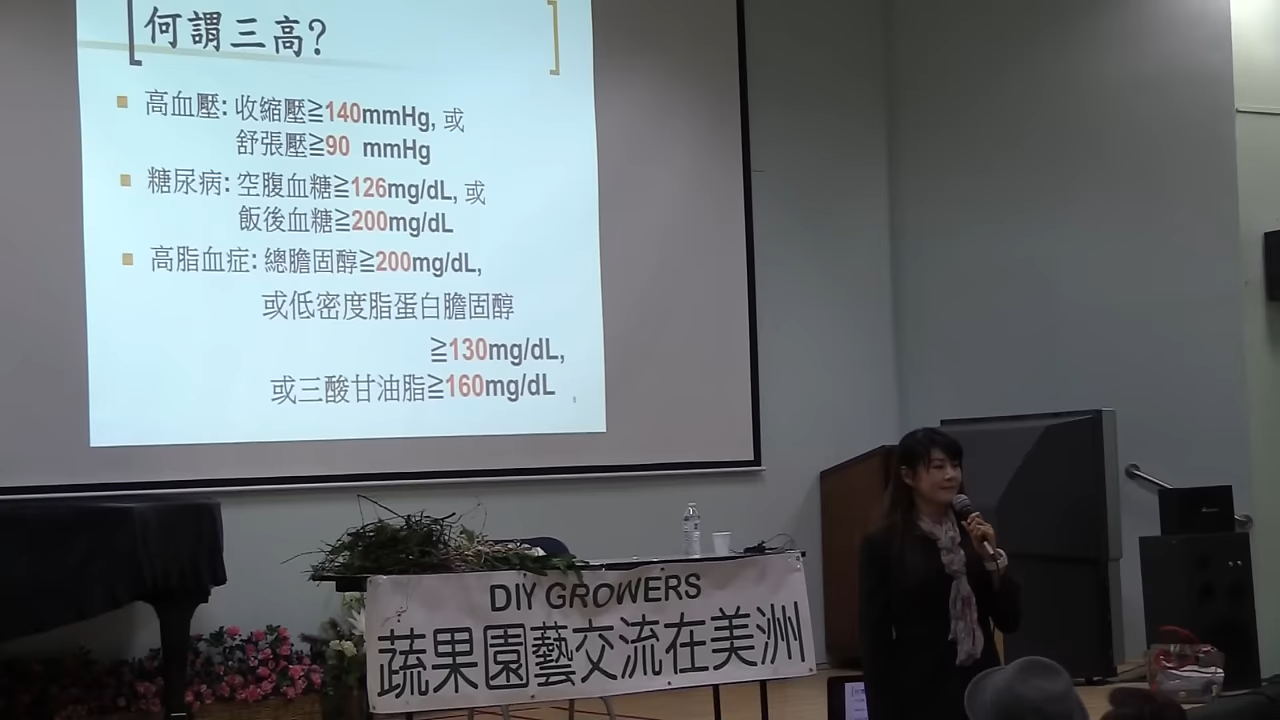 何謂三高?
高血壓: 收縮壓≧140mmHg, 或
舒張壓≧90 mmHg
糖尿病: 空腹血糖≧126mg/dL, 或
飯後血糖≧200mg/dL
高脂血症: 總膽固醇≧200mg/dL,
或低密度脂蛋白膽固醇
≧130mg/dL,
或三酸甘油脂≧160mg/dL
DIY GROWERS
蔬果園藝交流在美洲